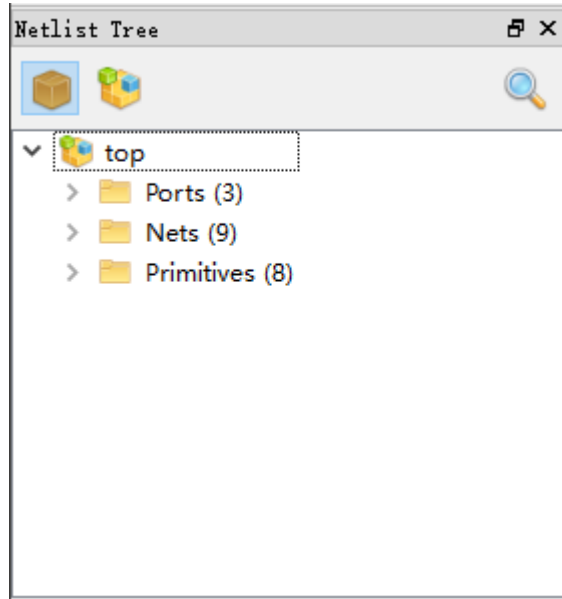 Netlist Tree
top
Ports (3)
Nets (9)
Primitives (8)